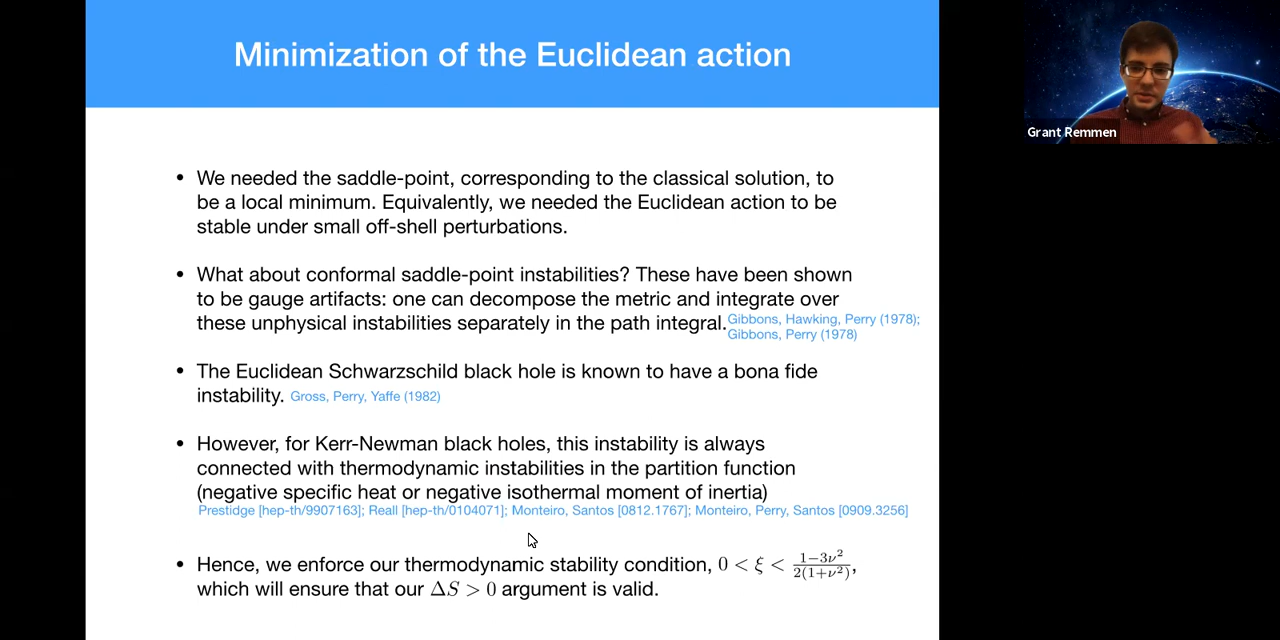 Minimization of the Euclidean action
Grant Remmen
• We needed the saddle-point, corresponding to the classical solution, to
be a local minimum. Equivalently, we needed the Euclidean action to be
stable under small off-shell perturbations.
• What about conformal saddle-point instabilities? These have been shown
to be gauge artifacts: one can decompose the metric and integrate over
these unphysical instabilities separately in the path integral. Gibbons, Hawking, Perry (1978);
Gibbons, Perry (1978)
• The Euclidean Schwarzschild black hole is known to have a bona fide
instability. Gross, Perry, Yaffe (1982)
• However, for Kerr-Newman black holes, this instability is always
connected with thermodynamic instabilities in the partition function
(negative specific heat or negative isothermal moment of inertia)
Prestidge [hep-th/9907163]; Reall [hep-th/0104071]; Monteiro, Santos [0812.1767]; Monteiro, Perry, Santos [0909.3256]
• Hence, we enforce our thermodynamic stability condition, $0 < \xi < \frac{1-3\nu^2}{2(1+\nu^2)}$,
which will ensure that our $\Delta S > 0$ argument is valid.